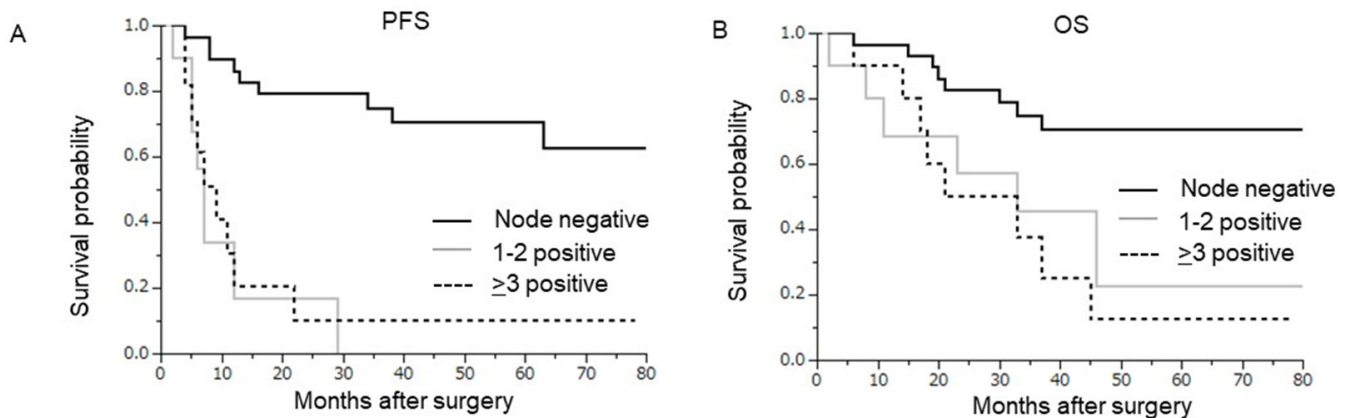 A
PFS
Survival probability
1.0
0.8
0.6
0.4
0.2
0.0
0 10 20 30 40 50 60 70 80
Months after surgery
Node negative
1-2 positive
≥3 positive
B
OS
Survival probability
1.0
0.8
0.6
0.4
0.2
0.0
0 10 20 30 40 50 60 70 80
Months after surgery
Node negative
1-2 positive
≥3 positive